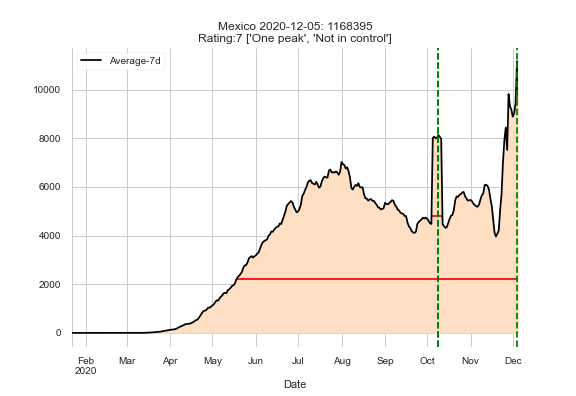 Mexico 2020-12-05: 1168395
Rating:7 ['One peak', 'Not in control']
Average-7d
10000
8000
6000
4000
2000
0
Feb Mar Apr May Jun Jul Aug Sep Oct Nov Dec
2020
Date